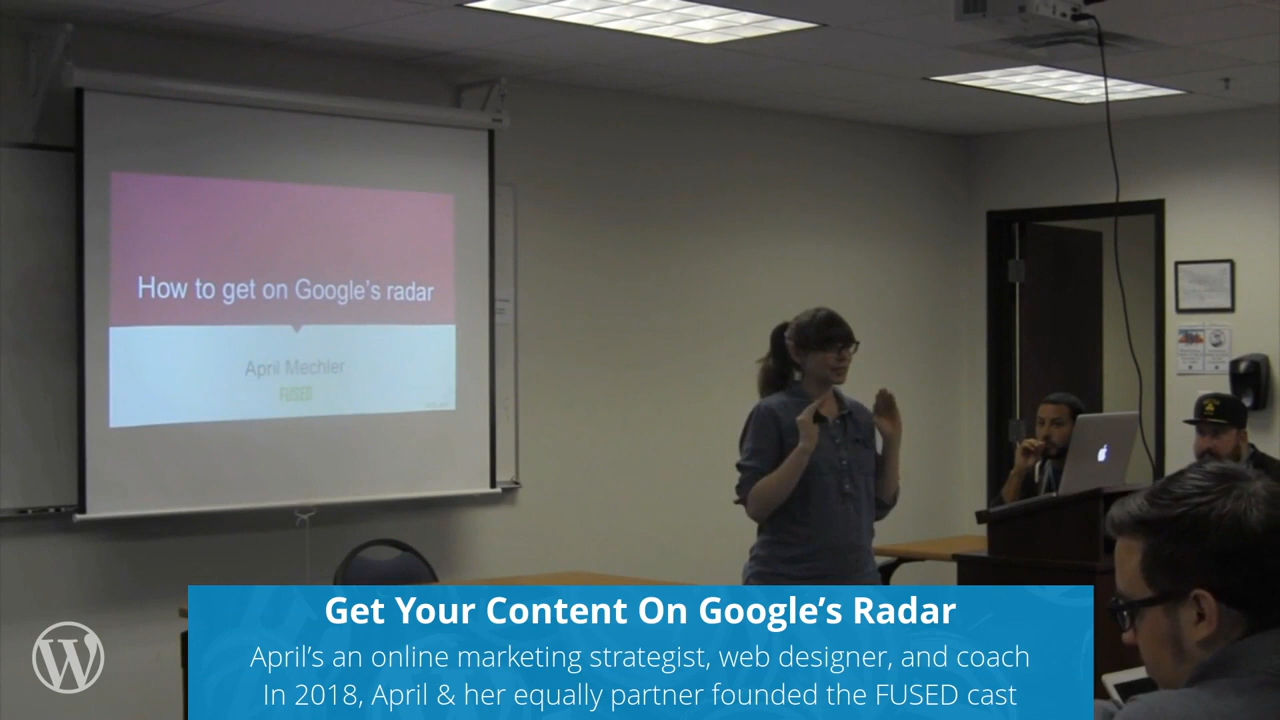 How to get on Google's radar
April Mechler
FUSED
Get Your Content On Google's Radar
April's an online marketing strategist, web designer, and coach
In 2018, April & her equally partner founded the FUSED cast